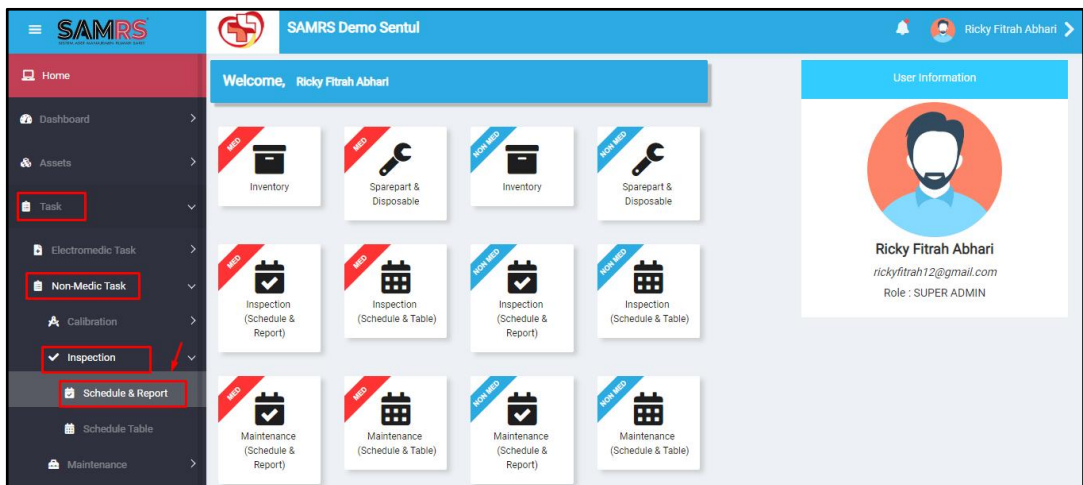 SAMRS
SAMRS Demo Sentul
Ricky Fitrah Abhari
Home
Dashboard
Assets
Task
Electromedic Task
Non-Medic Task
Calibration
Inspection
Schedule & Report
Schedule Table
Maintenance
Welcome, Ricky Fitrah Abhari
MED
Inventory
MED
Sparepart &
Disposable
NON MED
Inventory
NON MED
Sparepart &
Disposable
MED
Inspection
(Schedule &
Report)
MED
Inspection
(Schedule & Table)
NON MED
Inspection
(Schedule &
Report)
NON MED
Inspection
(Schedule & Table)
MED
Maintenance
(Schedule &
Report)
MED
Maintenance
(Schedule & Table)
NON MED
Maintenance
(Schedule &
Report)
NON MED
Maintenance
(Schedule & Table)
User Information
Ricky Fitrah Abhari
rickyfitrah12@gmail.com
Role : SUPER ADMIN